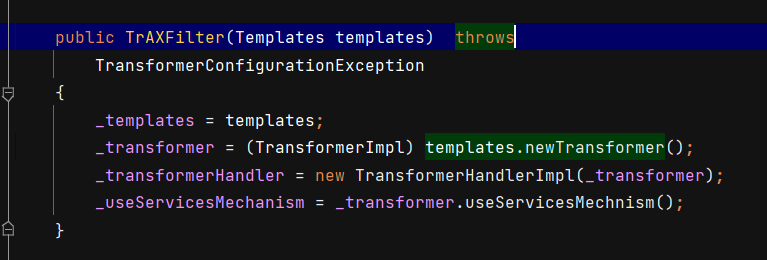 public TrAXFilter(Templates templates)  throws
    TransformerConfigurationException
{
    _templates = templates;
    _transformer = (TransformerImpl) templates.newTransformer();
    _transformerHandler = new TransformerHandlerImpl(_transformer);
    _useServicesMechanism = _transformer.useServicesMechnism();
}